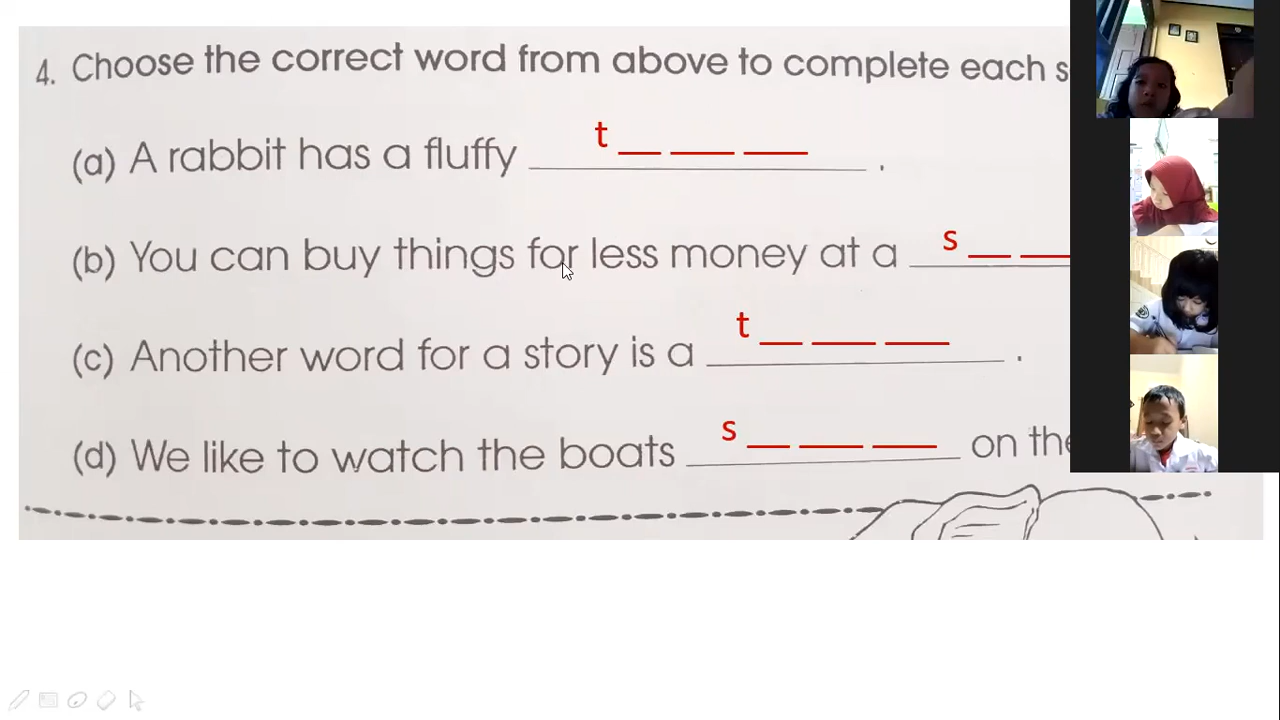 4. Choose the correct word from above to complete each s
(a) A rabbit has a fluffy t _ _ _ .
(b) You can buy things for less money at a s _ _
(c) Another word for a story is a t _ _ _ .
(d) We like to watch the boats s _ _ _ on the